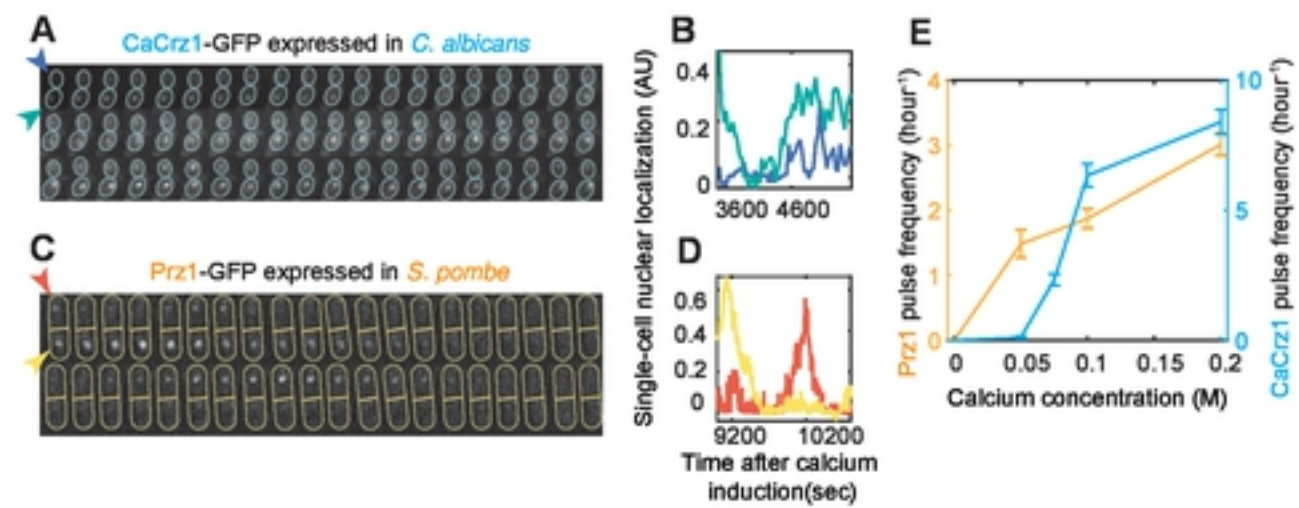 A
CaCrz1-GFP expressed in C. albicans
B
Single-cell nuclear localization (AU)
0.4
0.2
0
3600 4600
C
Prz1-GFP expressed in S. pombe
D
0.6
0.4
0.2
0
9200 10200
Time after calcium
induction(sec)
E
Prz1 pulse frequency (hour⁻¹)
4
3
2
1
0
10
5
0
CaCrz1 pulse frequency (hour⁻¹)
0 0.05 0.1 0.15 0.2
Calcium concentration (M)